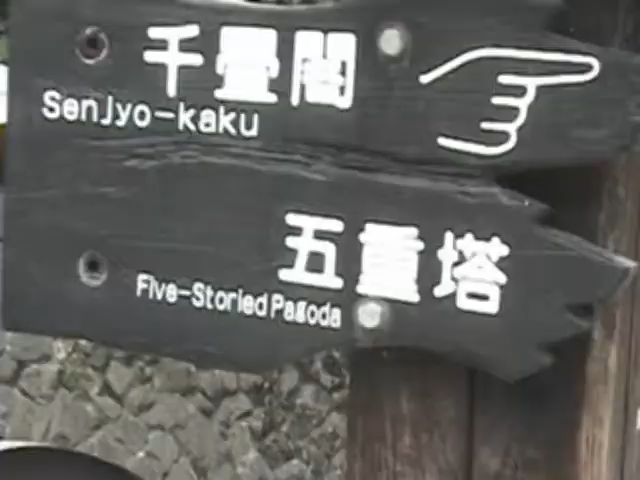 千畳閣
Senjyo-kaku
五重塔
Five-Storied Pagoda